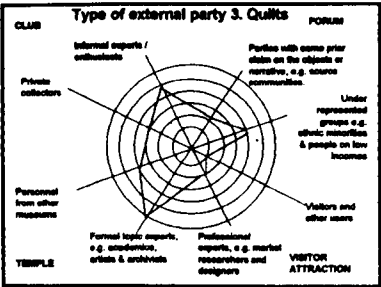 Type of external party 3. Quilts
CLUB
FORUM
Informal experts /
enthusiasts
Parties with some prior
claim on the objects or
narrative, e.g. source
communities.
Private
collectors
Under
represented
groups e.g.
ethnic minorities
& people on low
incomes
Personnel
from other
museums
Visitors and
other users
Formal topic experts,
e.g. academics,
artists & archivists
Professional
experts, e.g. market
researchers and
designers
TEMPLE
VISITOR
ATTRACTION